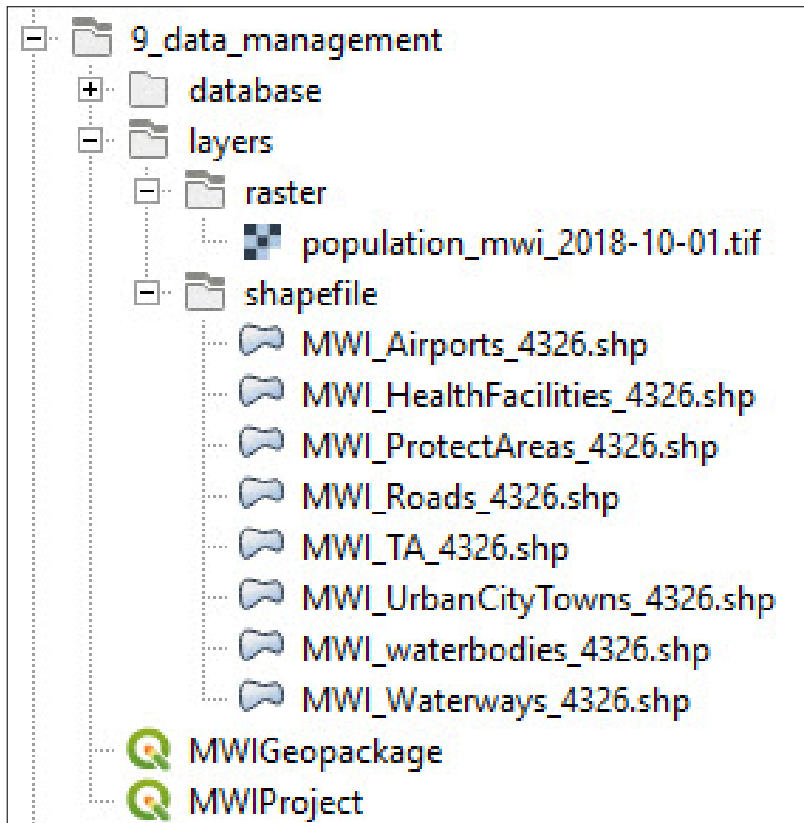 9_data_management
database
layers
raster
population_mwi_2018-10-01.tif
shapefile
MWI_Airports_4326.shp
MWI_HealthFacilities_4326.shp
MWI_ProtectAreas_4326.shp
MWI_Roads_4326.shp
MWI_TA_4326.shp
MWI_UrbanCityTowns_4326.shp
MWI_waterbodies_4326.shp
MWI_Waterways_4326.shp
MWIGeopackage
MWIProject